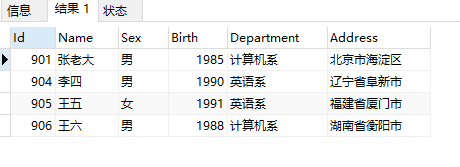 信息 结果 1 状态
Id Name Sex Birth Department Address
901 张老大 男 1985 计算机系 北京市海淀区
904 李四 男 1990 英语系 辽宁省阜新市
905 王五 女 1991 英语系 福建省厦门市
906 王六 男 1988 计算机系 湖南省衡阳市